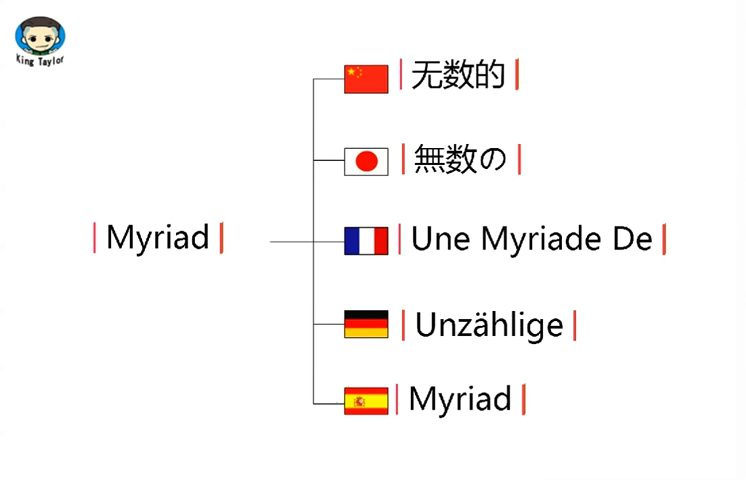 King Taylor
无数的
無数の
Myriad
Une Myriade De
Unzählige
Myriad